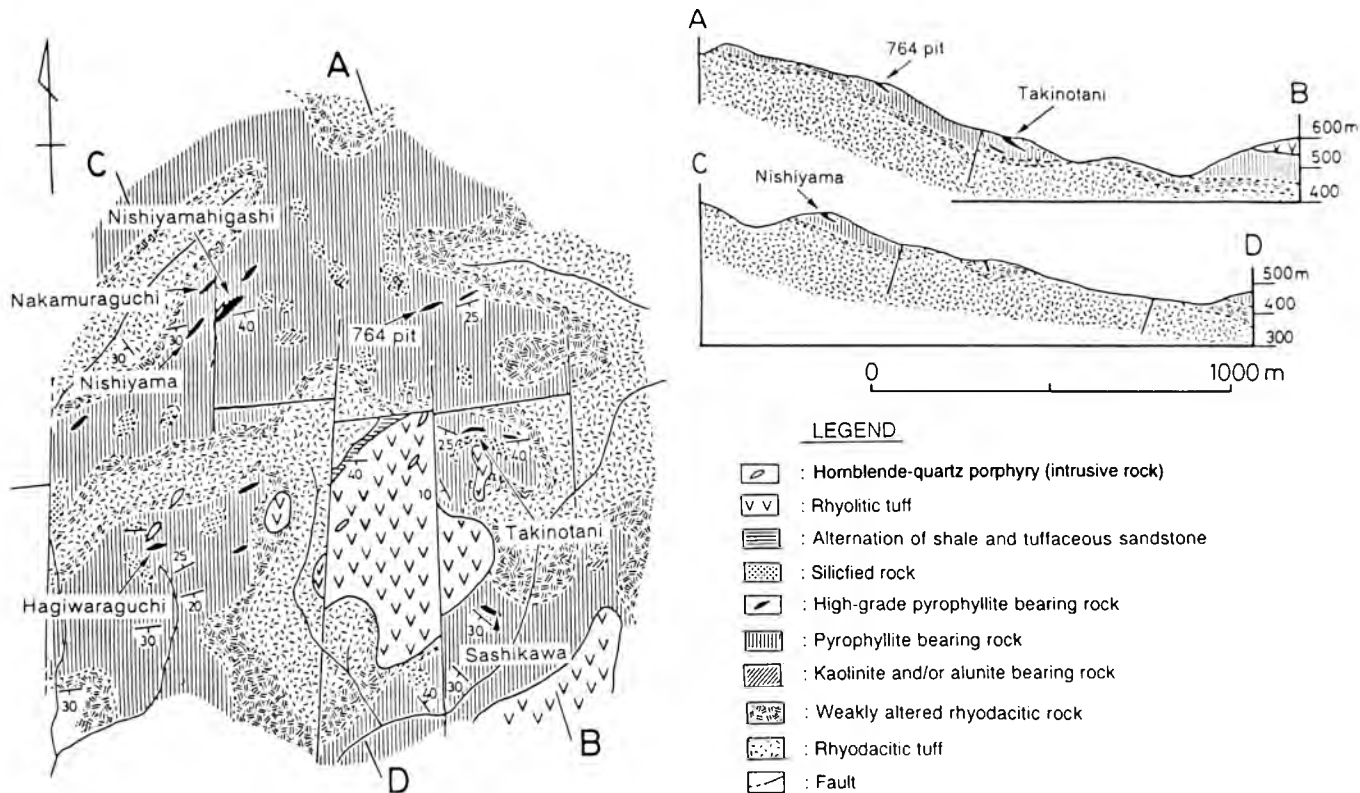 A
C
Nishiyamahigashi
Nakamuraguchi
40
30
764 pit
25
30
Nishiyama
25
40
40
10
Takinotani
25
20
Hagiwaraguchi
30
30
Sashikawa
30
40
30
B
D
A
764 pit
Takinotani
B
600 m
500
400
C
Nishiyama
D
500 m
400
300
0
1000 m
LEGEND
: Hornblende-quartz porphyry (intrusive rock)
: Rhyolitic tuff
: Alternation of shale and tuffaceous sandstone
: Silicfied rock
: High-grade pyrophyllite bearing rock
: Pyrophyllite bearing rock
: Kaolinite and/or alunite bearing rock
: Weakly altered rhyodacitic rock
: Rhyodacitic tuff
: Fault